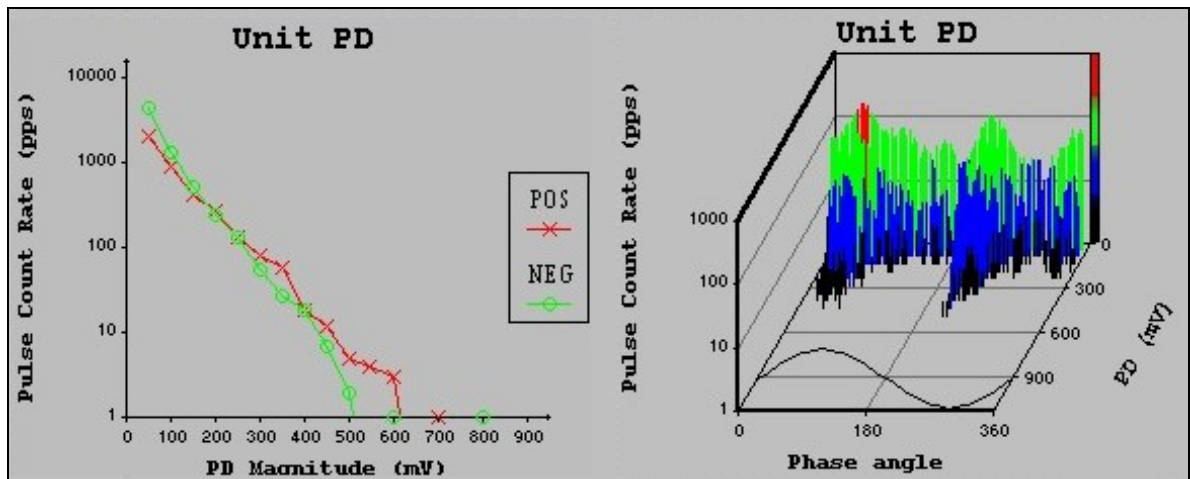 Unit PD
Pulse Count Rate (pps)
10000
1000
100
10
1
0 100 200 300 400 500 600 700 800 900
PD Magnitude (mV)
POS
NEG
Unit PD
Pulse Count Rate (pps)
1000
100
10
1
0 180 360
Phase angle
0
300
600
900
PD (mV)